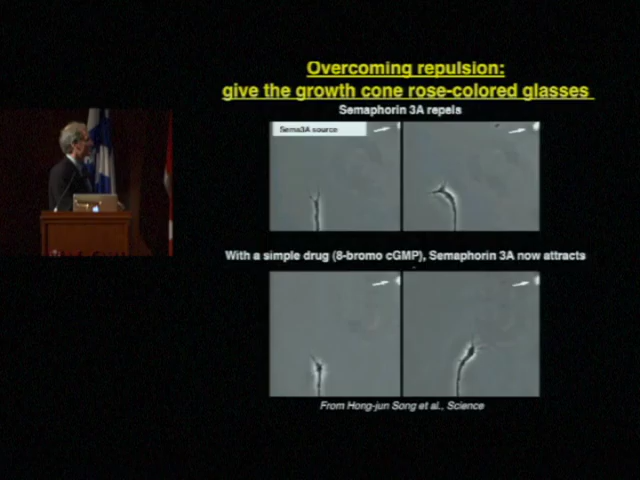 Overcoming repulsion:
give the growth cone rose-colored glasses
Semaphorin 3A repels
Sema3A source
With a simple drug (8-bromo cGMP), Semaphorin 3A now attracts
From Hong-jun Song et al., Science